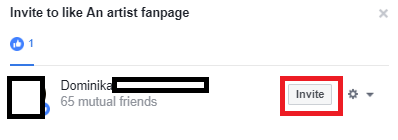 Invite to like An artist fanpage
1
Dominika
Invite
65 mutual friends